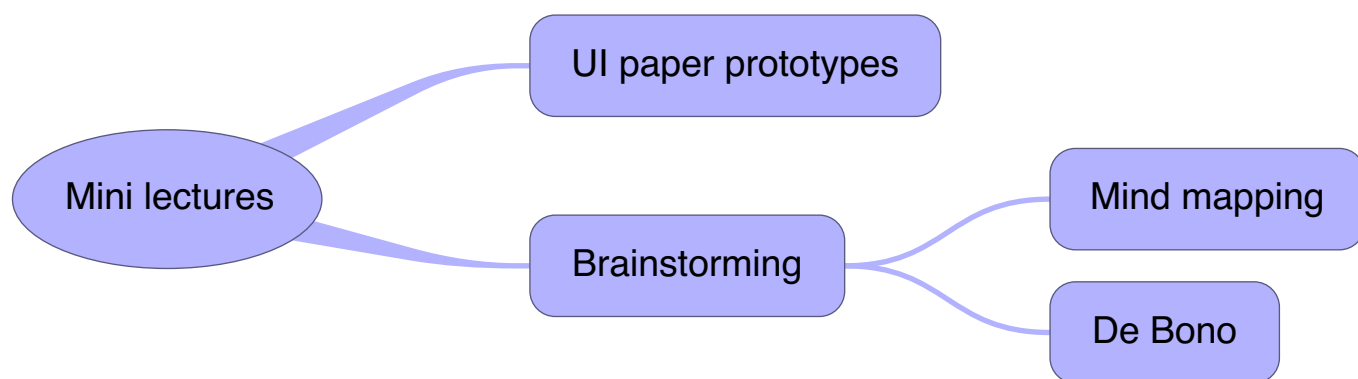 UI paper prototypes
Mini lectures
Mind mapping
Brainstorming
De Bono